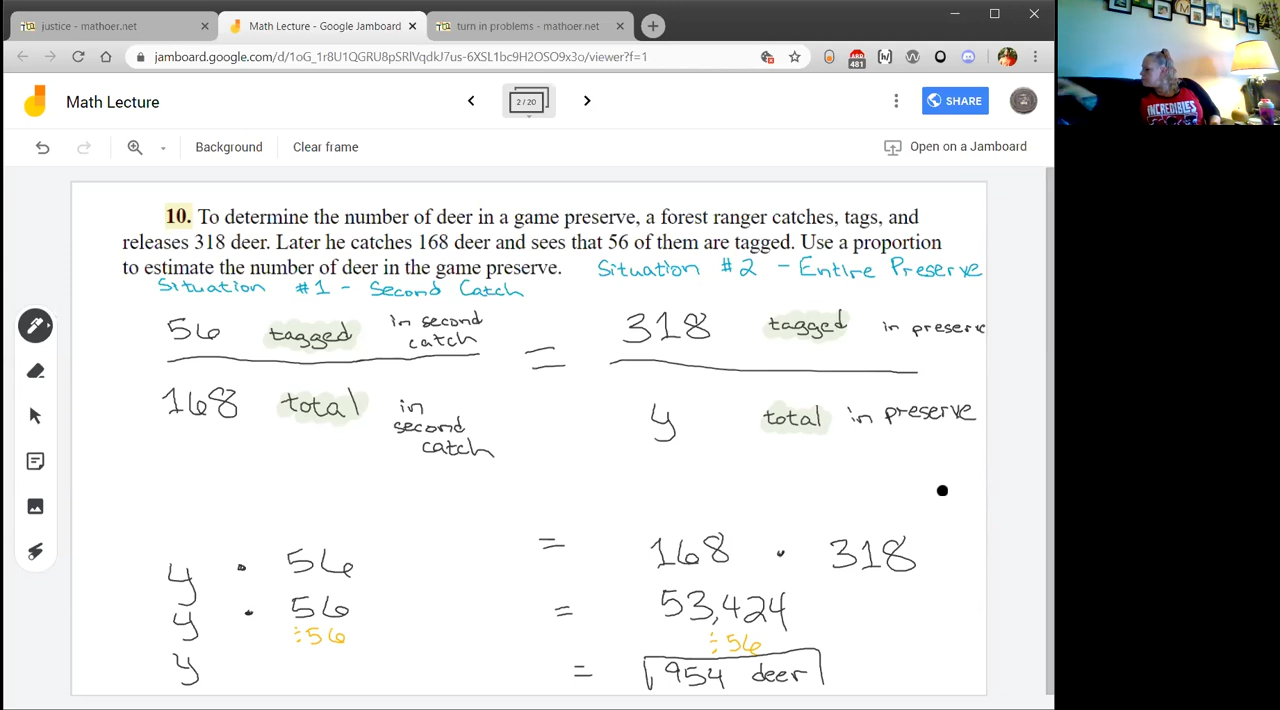 justice - mathoer.net
Math Lecture - Google Jamboard
turn in problems - mathoer.net
jamboard.google.com/d/1oG_1r8U1QGRU8pSRlVqdkJ7us-6XSL1bc9H2OSO9x3o/viewer?f=1
481
Math Lecture
2 / 20
SHARE
Background
Clear frame
Open on a Jamboard
10. To determine the number of deer in a game preserve, a forest ranger catches, tags, and
releases 318 deer. Later he catches 168 deer and sees that 56 of them are tagged. Use a proportion
to estimate the number of deer in the game preserve.
Situation #2 - Entire Preserve
Situation #1 - Second Catch
56 tagged in second catch = 318 tagged in preserve
168 total in second catch y total in preserve
y · 56 = 168 · 318
y · 56 = 53,424
÷56 ÷56
y = 954 deer
INCREDIBLES